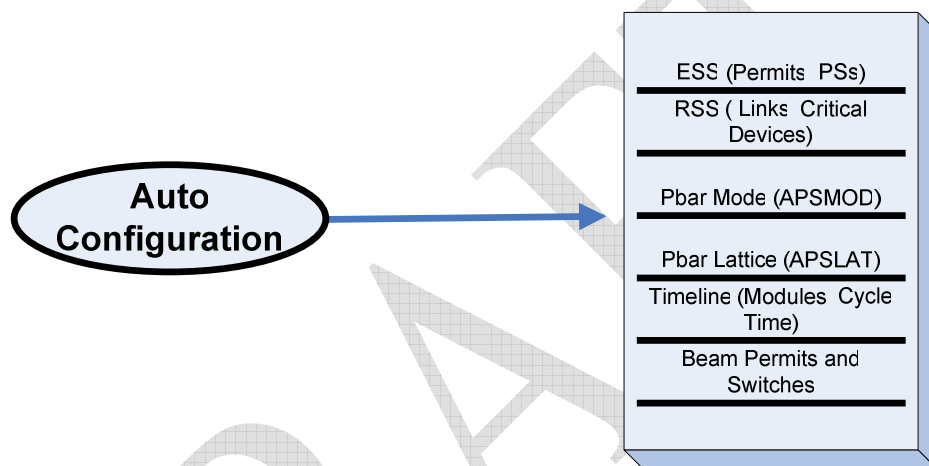 Auto
Configuration
ESS (Permits PSs)
RSS ( Links Critical
Devices)
Pbar Mode (APSMOD)
Pbar Lattice (APSLAT)
Timeline (Modules Cycle
Time)
Beam Permits and
Switches